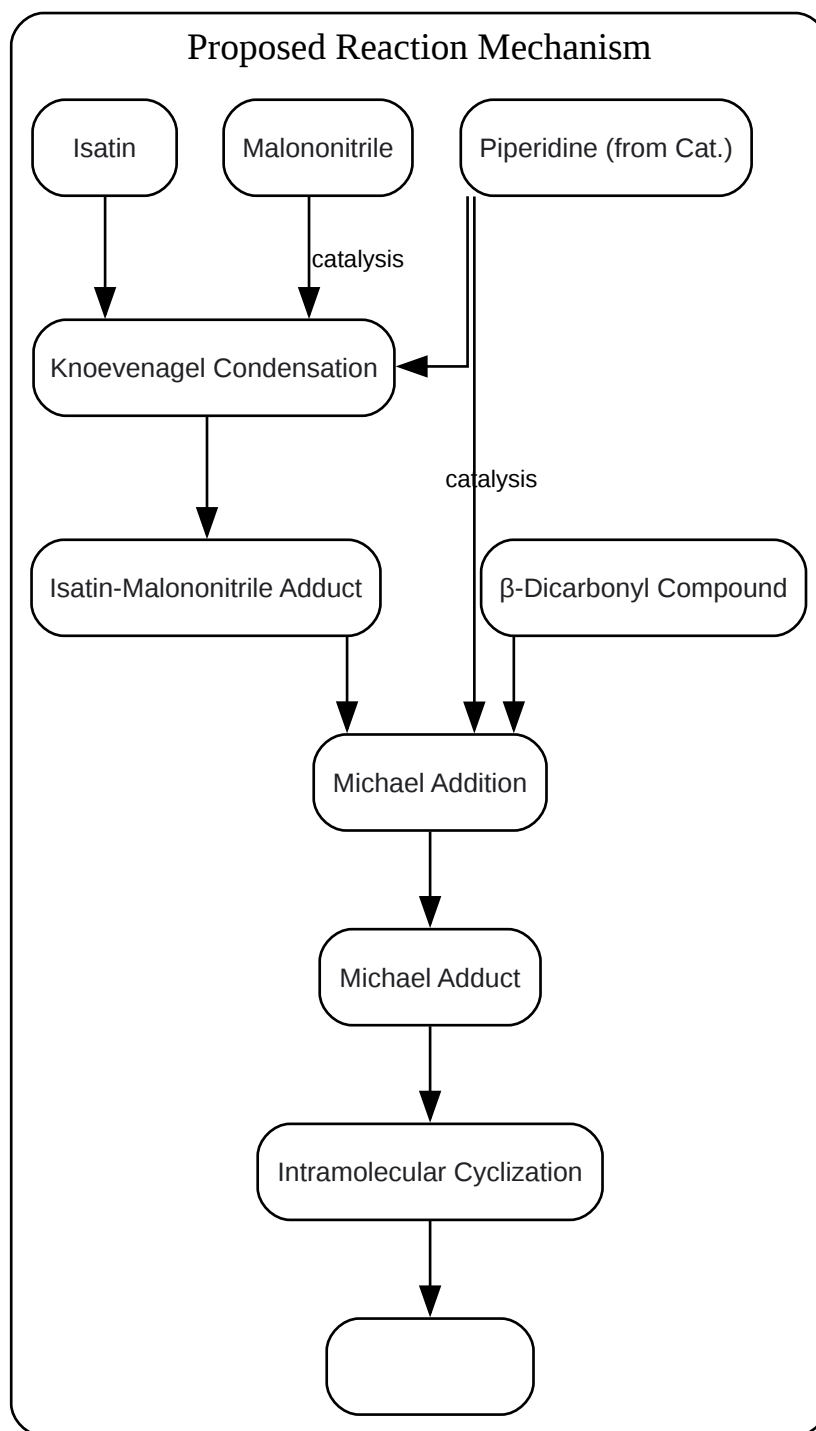 Proposed Reaction Mechanism
Isatin
Malononitrile
Piperidine (from Cat.)
catalysis
Knoevenagel Condensation
catalysis
Isatin-Malononitrile Adduct
β-Dicarbonyl Compound
Michael Addition
Michael Adduct
Intramolecular Cyclization